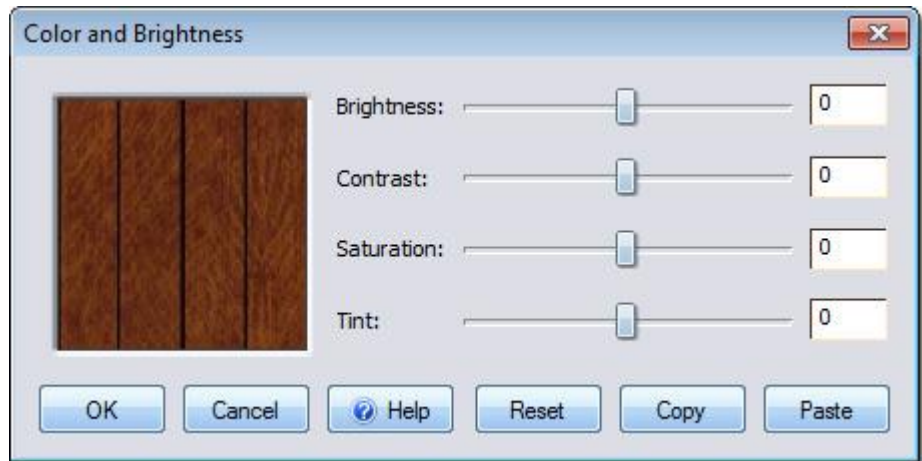 Color and Brightness
Brightness: 0
Contrast: 0
Saturation: 0
Tint: 0
OK Cancel Help Reset Copy Paste